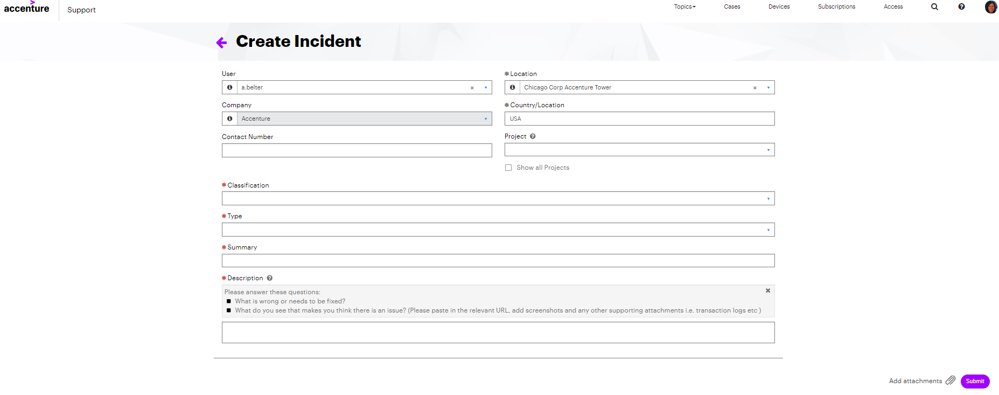 accenture
Support
Topics
Cases
Devices
Subscriptions
Access
Create Incident
User
* Location
a.belter
Chicago Corp Accenture Tower
Company
* Country/Location
Accenture
USA
Contact Number
Project
Show all Projects
* Classification
* Type
* Summary
* Description
Please answer these questions:
What is wrong or needs to be fixed?
What do you see that makes you think there is an issue? (Please paste in the relevant URL, add screenshots and any other supporting attachments i.e. transaction logs etc )
Add attachments
Submit